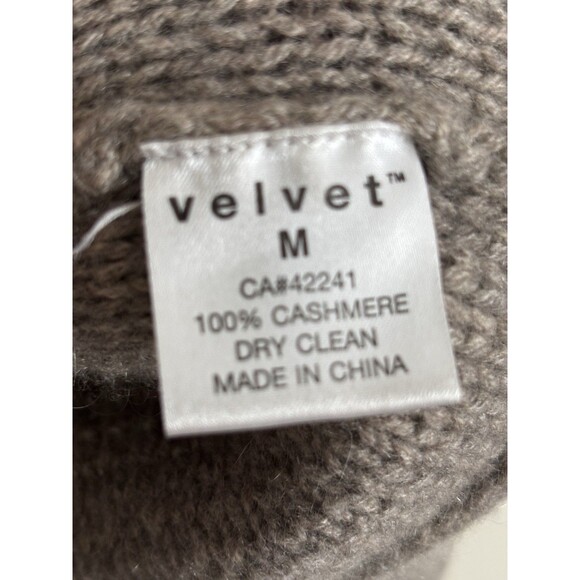 velvet™
M
CA#42241
100% CASHMERE
DRY CLEAN
MADE IN CHINA